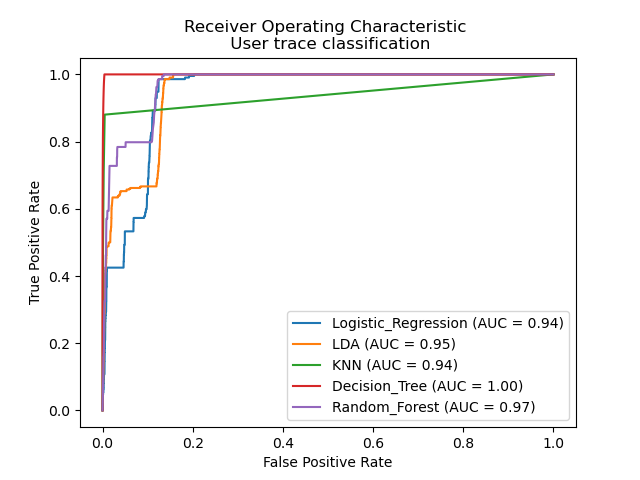 Receiver Operating Characteristic
User trace classification
True Positive Rate
1.0
0.8
0.6
0.4
0.2
0.0
Logistic_Regression (AUC = 0.94)
LDA (AUC = 0.95)
KNN (AUC = 0.94)
Decision_Tree (AUC = 1.00)
Random_Forest (AUC = 0.97)
0.0 0.2 0.4 0.6 0.8 1.0
False Positive Rate